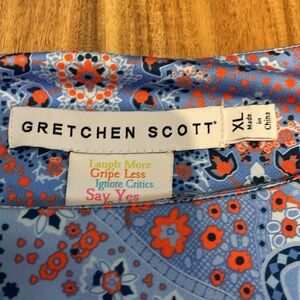 GRETCHEN SCOTT
XL
Made
in
China
Laugh More
Gripe Less
Ignore Critics
Say Yes